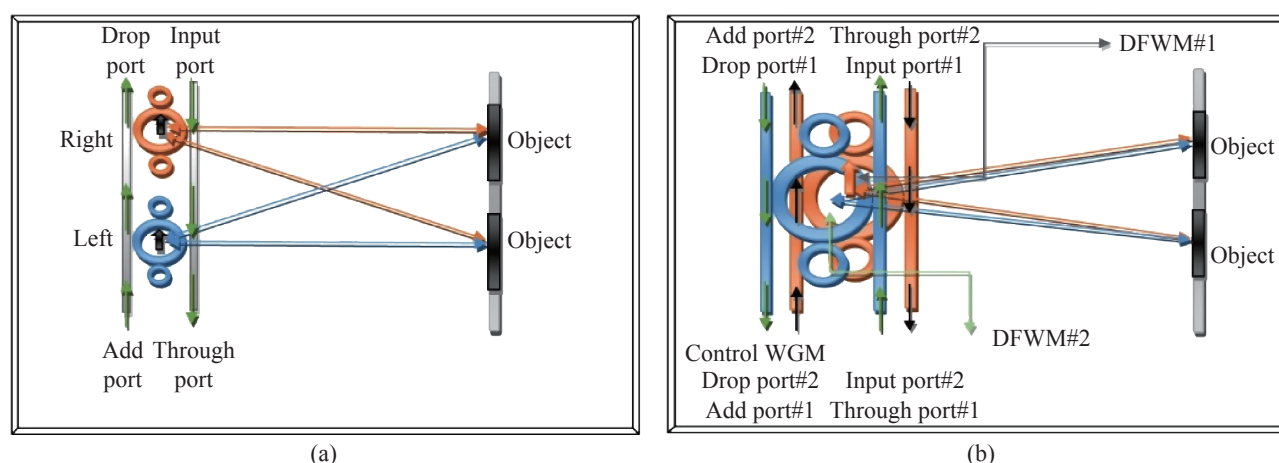 Drop Input
port port
Right
Left
Object
Object
Add Through
port port
(a)
Add port#2 Through port#2
Drop port#1 Input port#1
DFWM#1
Object
Object
DFWM#2
Control WGM
Drop port#2 Input port#2
Add port#1 Through port#1
(b)